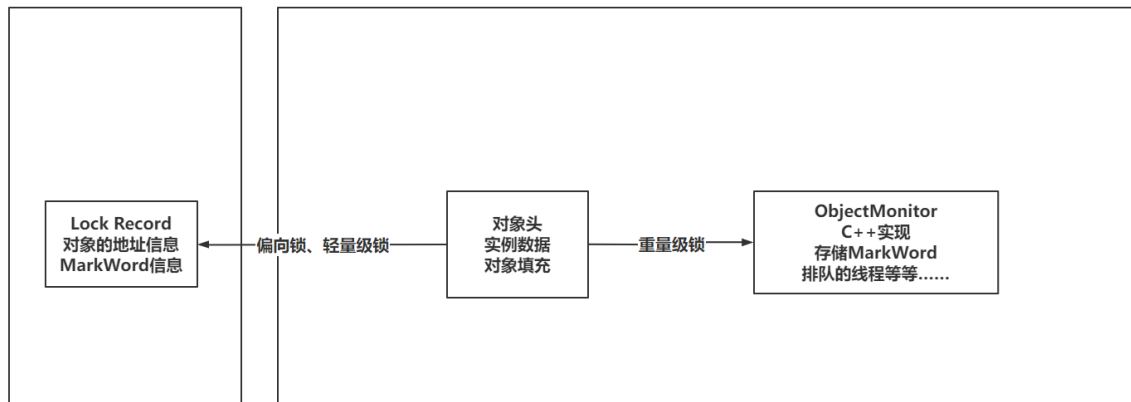 Lock Record
对象的地址信息
MarkWord信息
偏向锁、轻量级锁
对象头
实例数据
对象填充
重量级锁
ObjectMonitor
C++实现
存储MarkWord
排队的线程等等......